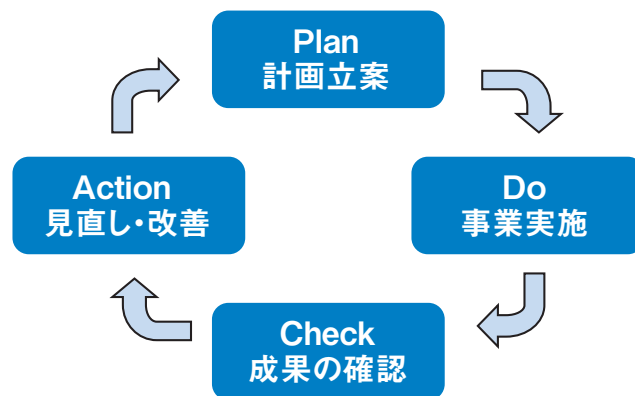 Plan
計画立案
Do
事業実施
Check
成果の確認
Action
見直し・改善